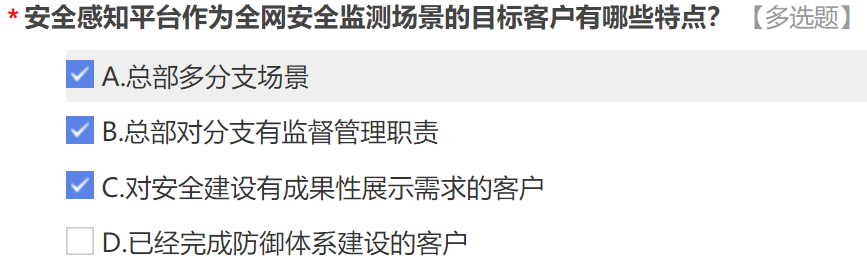 * 安全感知平台作为全网安全监测场景的目标客户有哪些特点? 【多选题】
A.总部多分支场景
B.总部对分支有监督管理职责
C.对安全建设有成果性展示需求的客户
D.已经完成防御体系建设的客户